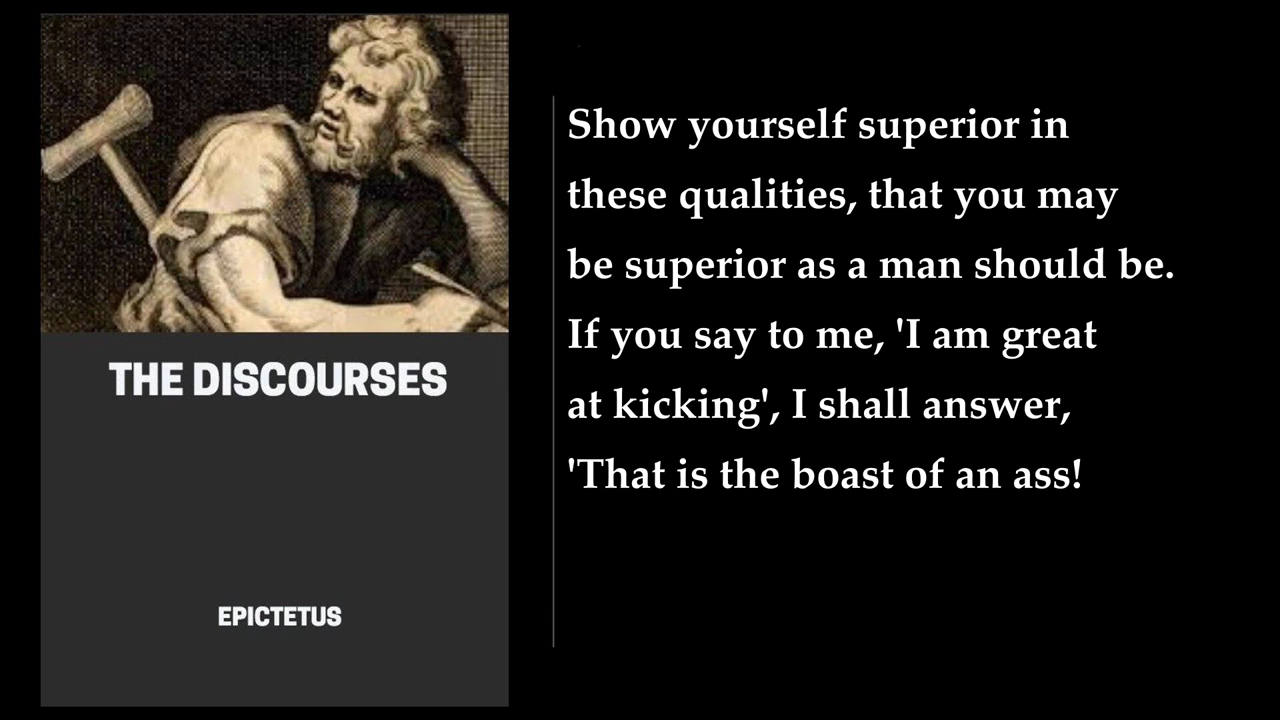 THE DISCOURSES
EPICTETUS
Show yourself superior in
these qualities, that you may
be superior as a man should be.
If you say to me, 'I am great
at kicking', I shall answer,
'That is the boast of an ass!